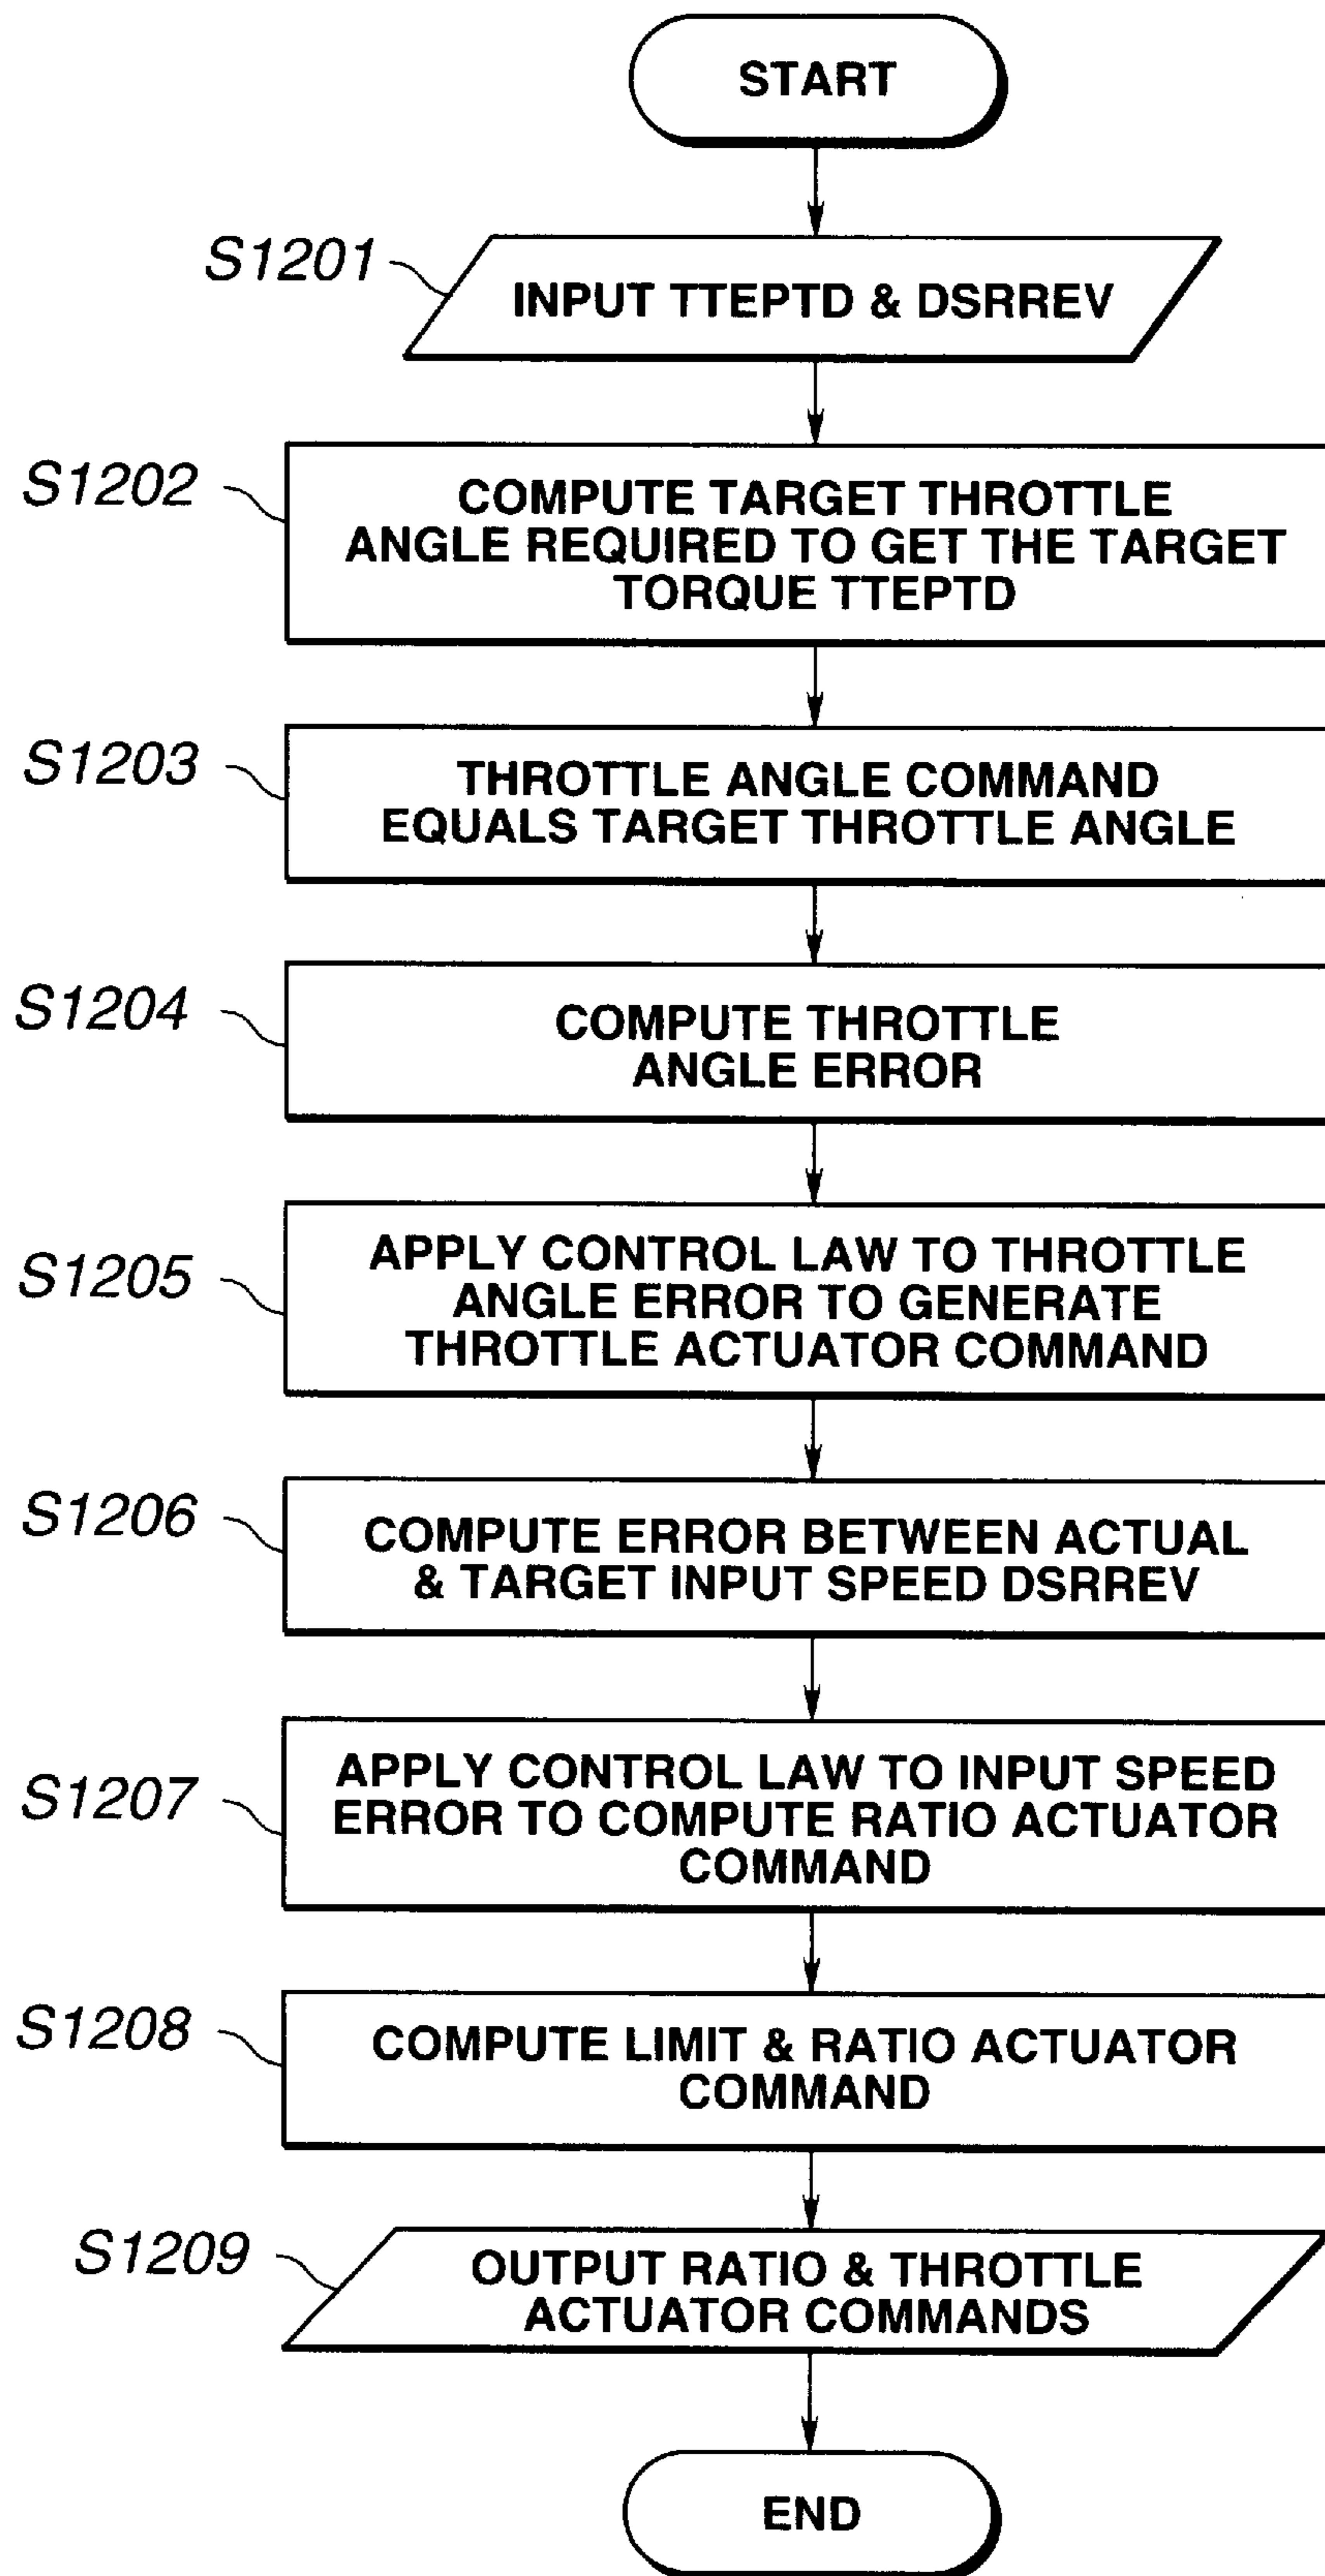 START
S1201
INPUT TTEPTD & DSRREV
S1202
COMPUTE TARGET THROTTLE
ANGLE REQUIRED TO GET THE TARGET
TORQUE TTEPTD
S1203
THROTTLE ANGLE COMMAND
EQUALS TARGET THROTTLE ANGLE
S1204
COMPUTE THROTTLE
ANGLE ERROR
S1205
APPLY CONTROL LAW TO THROTTLE
ANGLE ERROR TO GENERATE
THROTTLE ACTUATOR COMMAND
S1206
COMPUTE ERROR BETWEEN ACTUAL
& TARGET INPUT SPEED DSRREV
S1207
APPLY CONTROL LAW TO INPUT SPEED
ERROR TO COMPUTE RATIO ACTUATOR
COMMAND
S1208
COMPUTE LIMIT & RATIO ACTUATOR
COMMAND
S1209
OUTPUT RATIO & THROTTLE
ACTUATOR COMMANDS
END